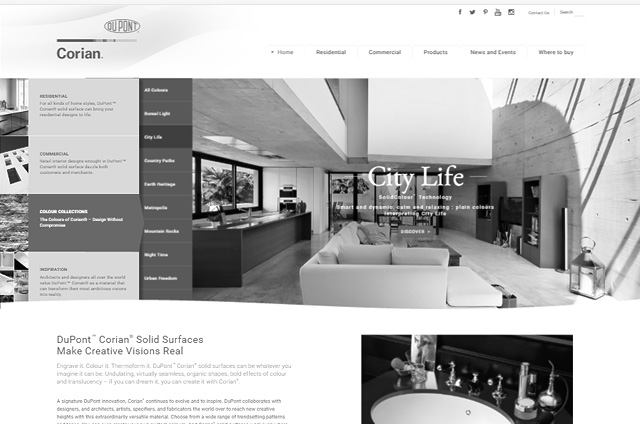 Contact Us
Search
DU PONT
Corian.
Home
Residential
Commercial
Products
News and Events
Where to buy
RESIDENTIAL
For all kinds of home styles, DuPont™
Corian® solid surface can bring your
residential designs to life.
COMMERCIAL
Newest interior designs wrought in DuPont™
Corian® solid surface dazzle both
customers and merchants.
COLOUR COLLECTIONS
The Colours of Corian® – Design Without
Compromise
INSPIRATION
Architects and designers all over the world
value DuPont™ Corian® as a material that
can transform their most ambitious visions
into reality.
All Colours
Boreal Light
City Life
Country Paths
Earth Heritage
Metropolis
Mountain Rocks
Night Time
Urban Freedom
City Life
SolidColour™ Technology
Smart and dynamic, calm and relaxing : plain colours
interpreting City Life
DISCOVER >
DuPont™ Corian® Solid Surfaces
Make Creative Visions Real
Engrave it. Colour it. Thermoform it. DuPont™ Corian® solid surfaces can be whatever you
imagine it can be. Undulating, virtually seamless, organic shapes, bold effects of colour
and translucency – if you can dream it, you can create it with Corian®.
A signature DuPont innovation, Corian® continues to evolve and to inspire. DuPont collaborates with
designers, and architects, artists, specifiers, and fabricators the world over to reach new creative
heights with this extraordinarily versatile material. Choose from a wide range of trendsetting patterns